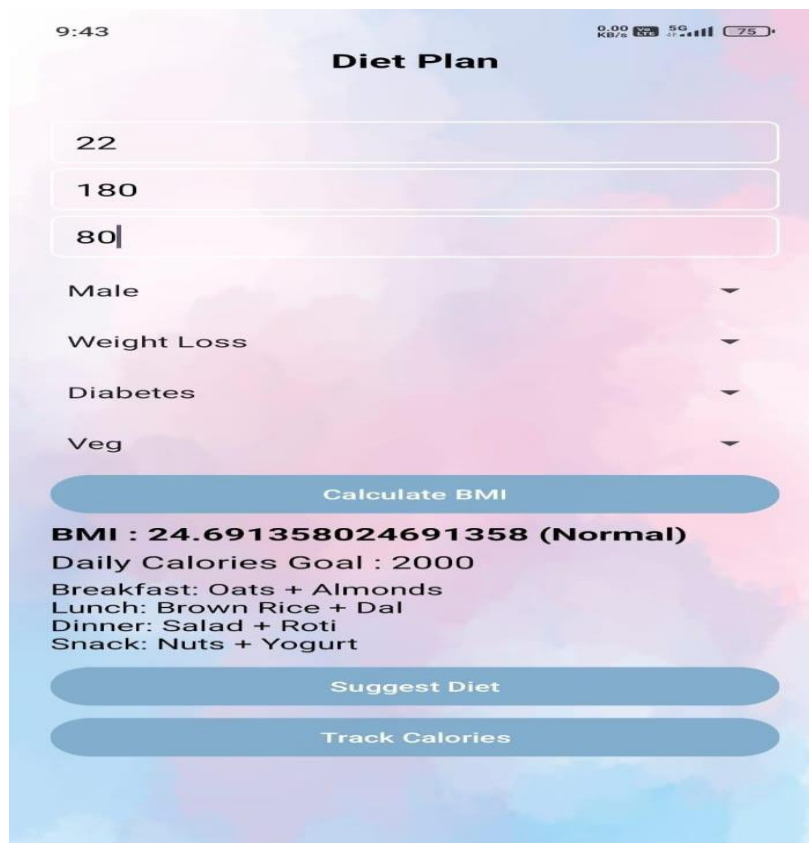 9:43
0.00 KB/s Vo LTE 5G 75
Diet Plan
22
180
80
Male
Weight Loss
Diabetes
Veg
Calculate BMI
BMI : 24.691358024691358 (Normal)
Daily Calories Goal : 2000
Breakfast: Oats + Almonds
Lunch: Brown Rice + Dal
Dinner: Salad + Roti
Snack: Nuts + Yogurt
Suggest Diet
Track Calories